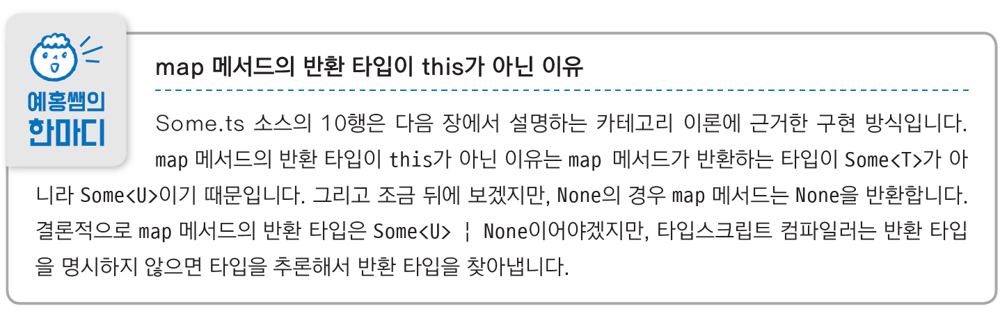 예홍쌤의
한마디
map 메서드의 반환 타입이 this가 아닌 이유
Some.ts 소스의 10행은 다음 장에서 설명하는 카테고리 이론에 근거한 구현 방식입니다.
map 메서드의 반환 타입이 this가 아닌 이유는 map 메서드가 반환하는 타입이 Some<T>가 아
니라 Some<U>이기 때문입니다. 그리고 조금 뒤에 보겠지만, None의 경우 map 메서드는 None을 반환합니다.
결론적으로 map 메서드의 반환 타입은 Some<U> ¦ None이어야겠지만, 타입스크립트 컴파일러는 반환 타입
을 명시하지 않으면 타입을 추론해서 반환 타입을 찾아냅니다.